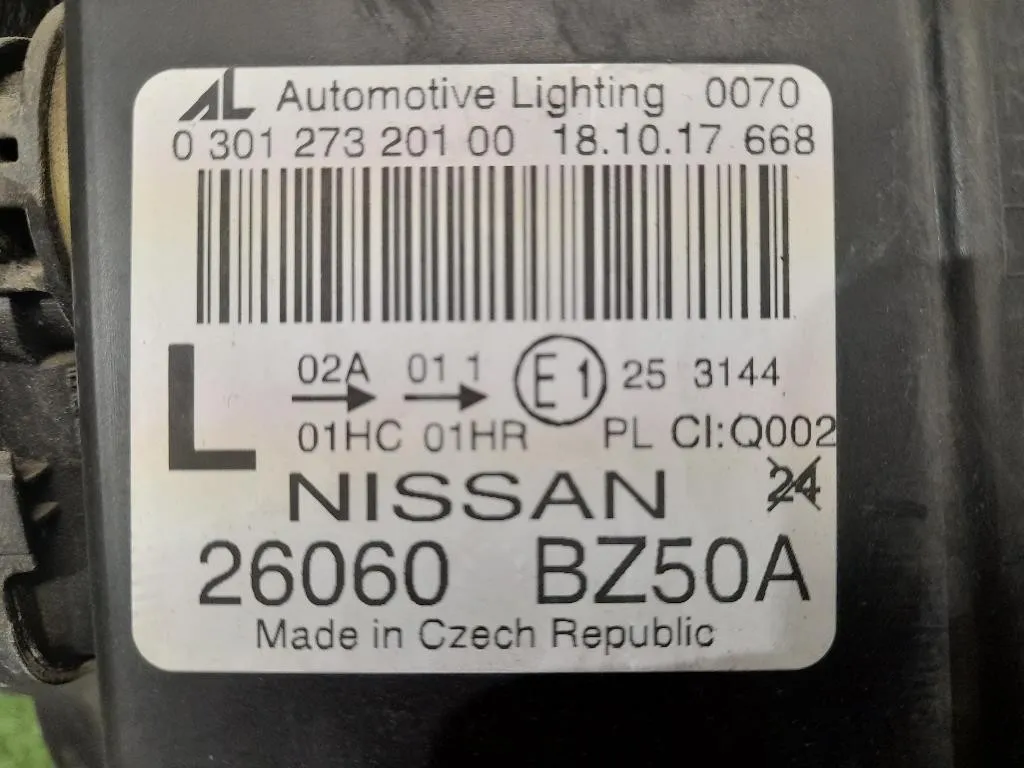 AL Automotive Lighting 0070
0 301 273 201 00 18.10.17 668
L
02A 01 1 E1 25 3144
01HC 01HR PL CI:Q002
NISSAN 24
26060 BZ50A
Made in Czech Republic